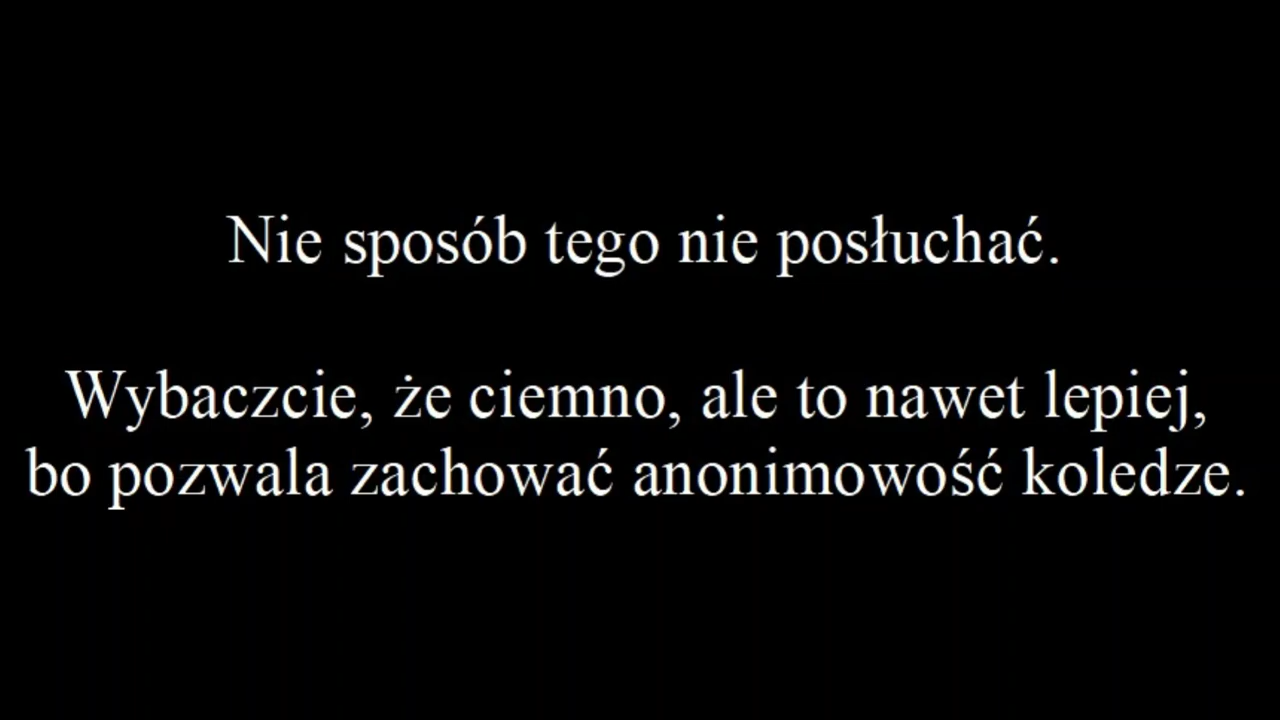 Nie sposób tego nie posłuchać.
Wybaczcie, że ciemno, ale to nawet lepiej,
bo pozwala zachować anonimowość koledze.